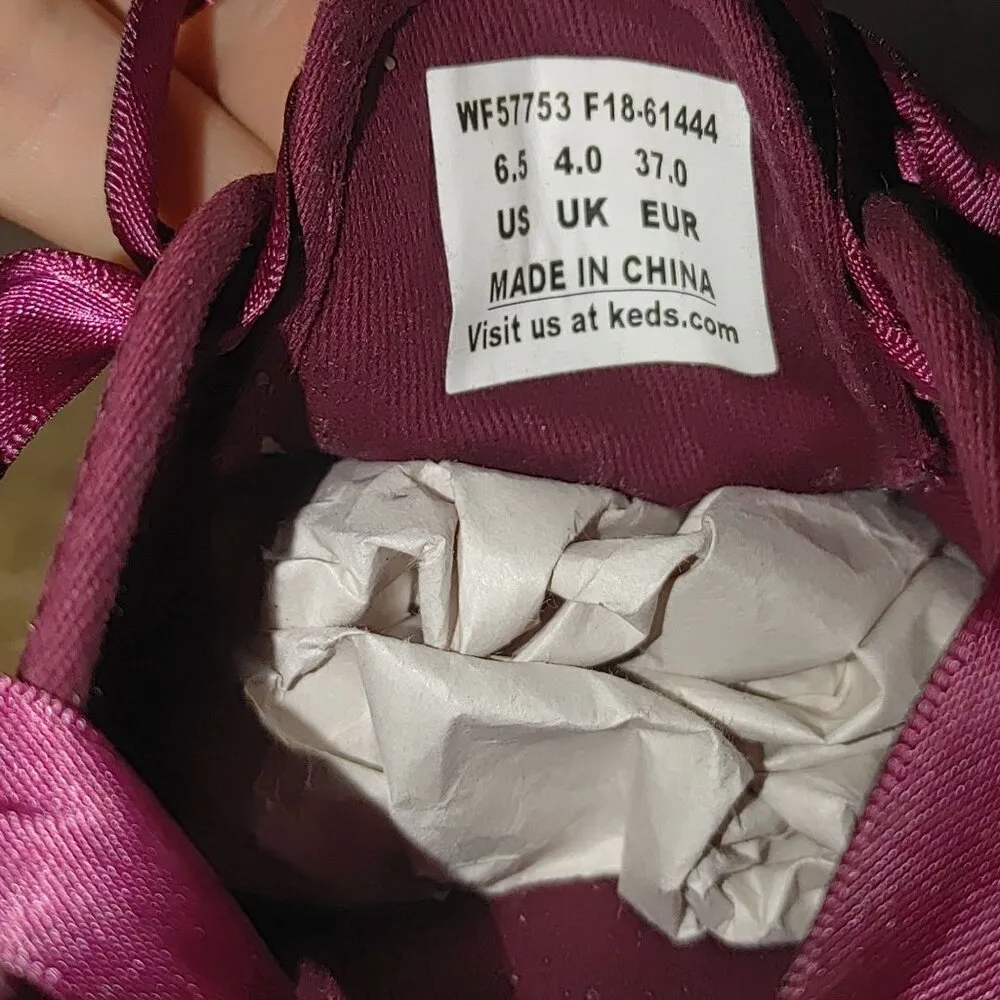 WF57753 F18-61444
6.5 4.0 37.0
US UK EUR
MADE IN CHINA
Visit us at keds.com